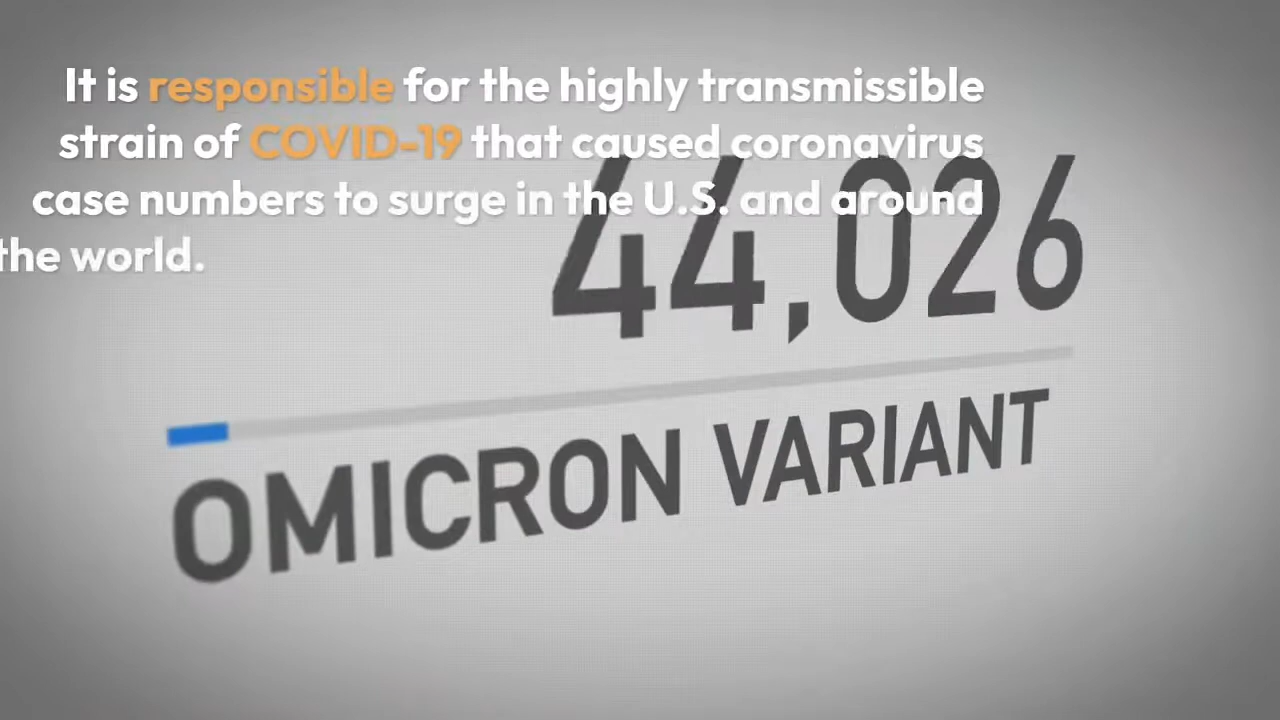 It is responsible for the highly transmissible
strain of COVID-19 that caused coronavirus
case numbers to surge in the U.S. and around
the world.
44,026
OMICRON VARIANT